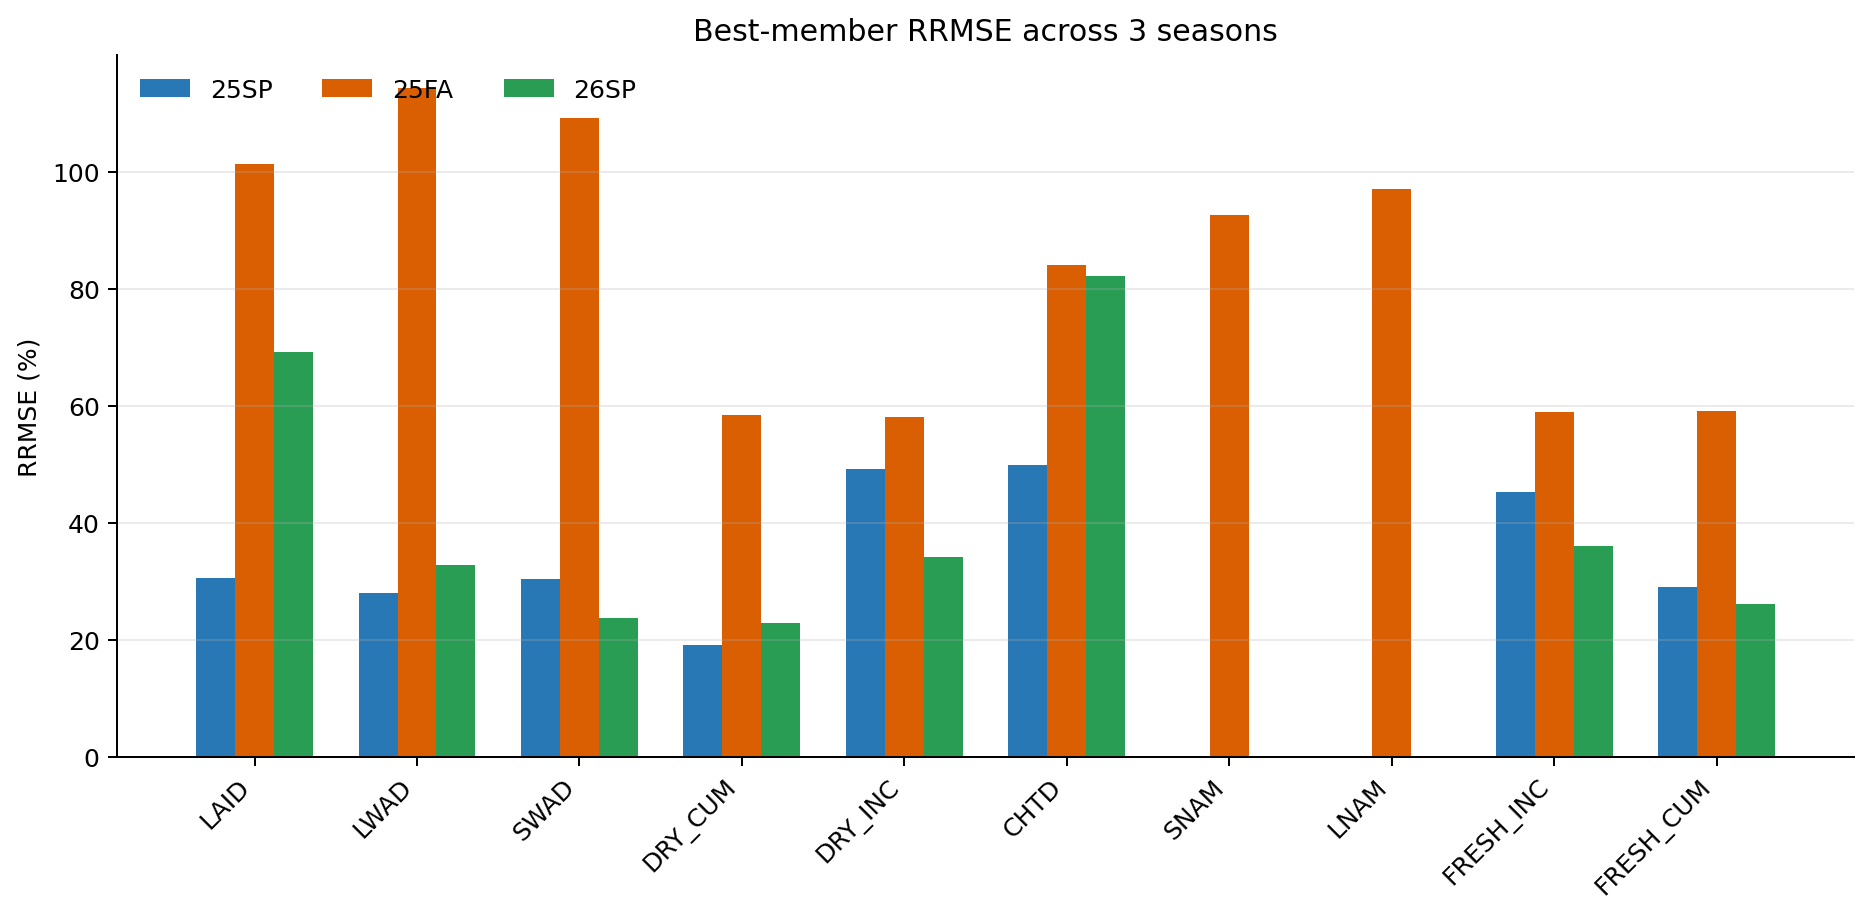 Best-member RRMSE across 3 seasons
25SP 25FA 26SP
RRMSE (%)
100
80
60
40
20
0
LAID LWAD SWAD DRY_CUM DRY_INC CHTD SNAM LNAM FRESH_INC FRESH_CUM